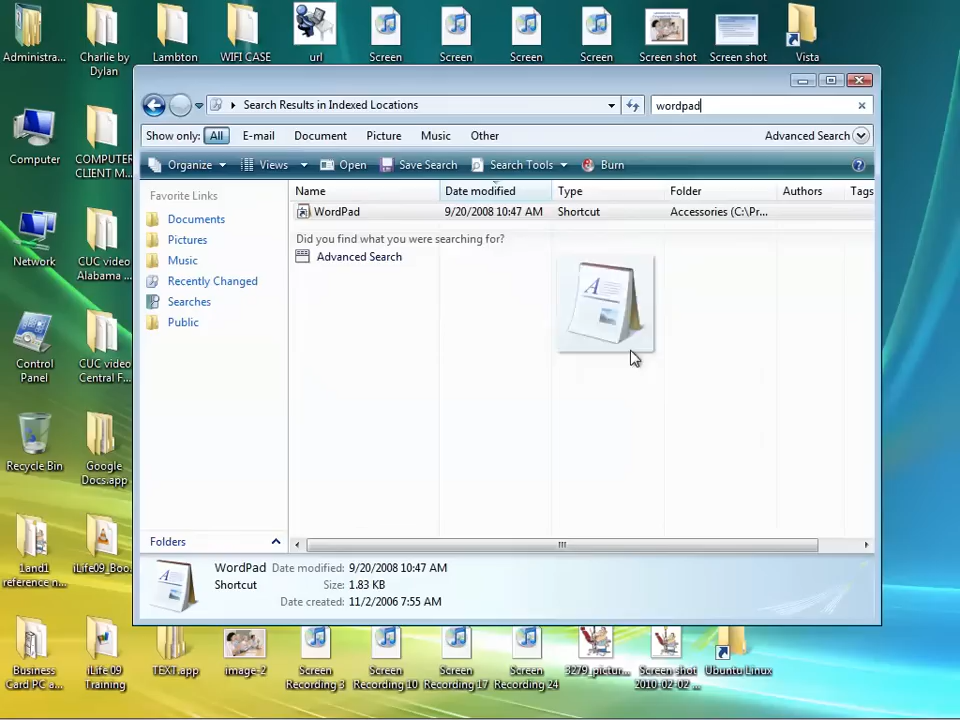 Administra...
Charlie by
Dylan
Lambton
WIFI CASE
url
Screen
Screen
Screen
Screen
Screen shot
Screen shot
Vista
Search Results in Indexed Locations
wordpad
Show only: All E-mail Document Picture Music Other Advanced Search
Organize Views Open Save Search Search Tools Burn
Favorite Links
Documents
Pictures
Music
Recently Changed
Searches
Public
Folders
Name Date modified Type Folder Authors Tags
WordPad 9/20/2008 10:47 AM Shortcut Accessories (C:\Pr...
Did you find what you were searching for?
Advanced Search
WordPad Date modified: 9/20/2008 10:47 AM
Shortcut Size: 1.83 KB
Date created: 11/2/2006 7:55 AM
Computer
COMPUTER
CLIENT M...
Network
CUC video
Alabama ...
Control
Panel
CUC video
Central F...
Recycle Bin
Google
Docs.app
1and1
reference n...
iLife09_Boo...
Business
Card PC a...
iLife 09
Training
TEXT.app
image-2
Screen
Recording 3
Screen
Recording 10
Screen
Recording 17
Screen
Recording 24
3279_pictur...
Screen shot
2010-02-02 ...
Ubuntu Linux